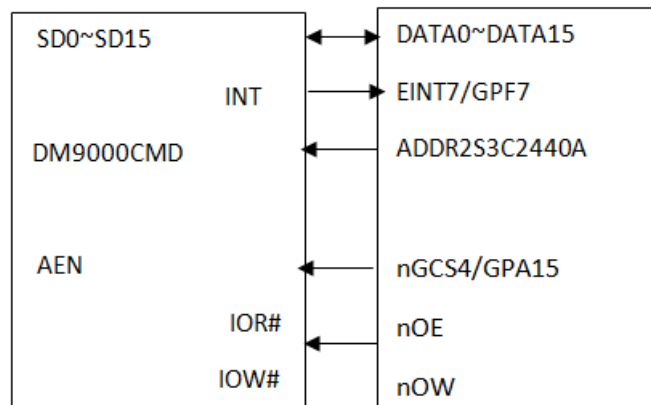 SD0~SD15 DATA0~DATA15
INT EINT7/GPF7
DM9000CMD ADDR2S3C2440A
AEN nGCS4/GPA15
IOR# nOE
IOW# nOW